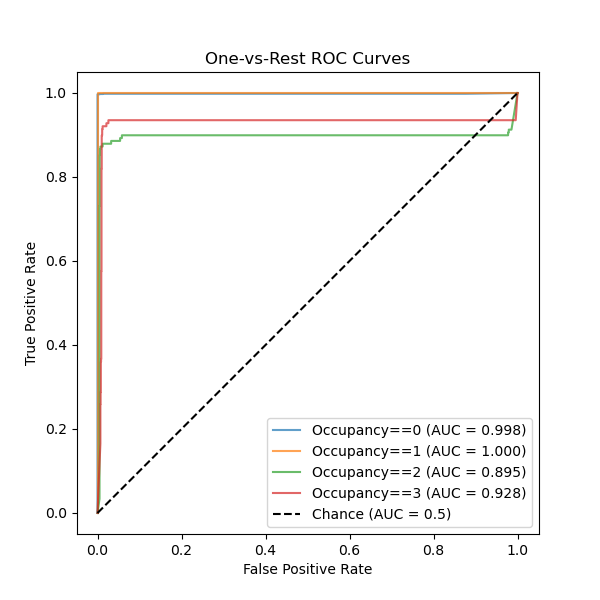 One-vs-Rest ROC Curves
True Positive Rate
1.0
0.8
0.6
0.4
0.2
0.0
Occupancy==0 (AUC = 0.998)
Occupancy==1 (AUC = 1.000)
Occupancy==2 (AUC = 0.895)
Occupancy==3 (AUC = 0.928)
Chance (AUC = 0.5)
0.0 0.2 0.4 0.6 0.8 1.0
False Positive Rate